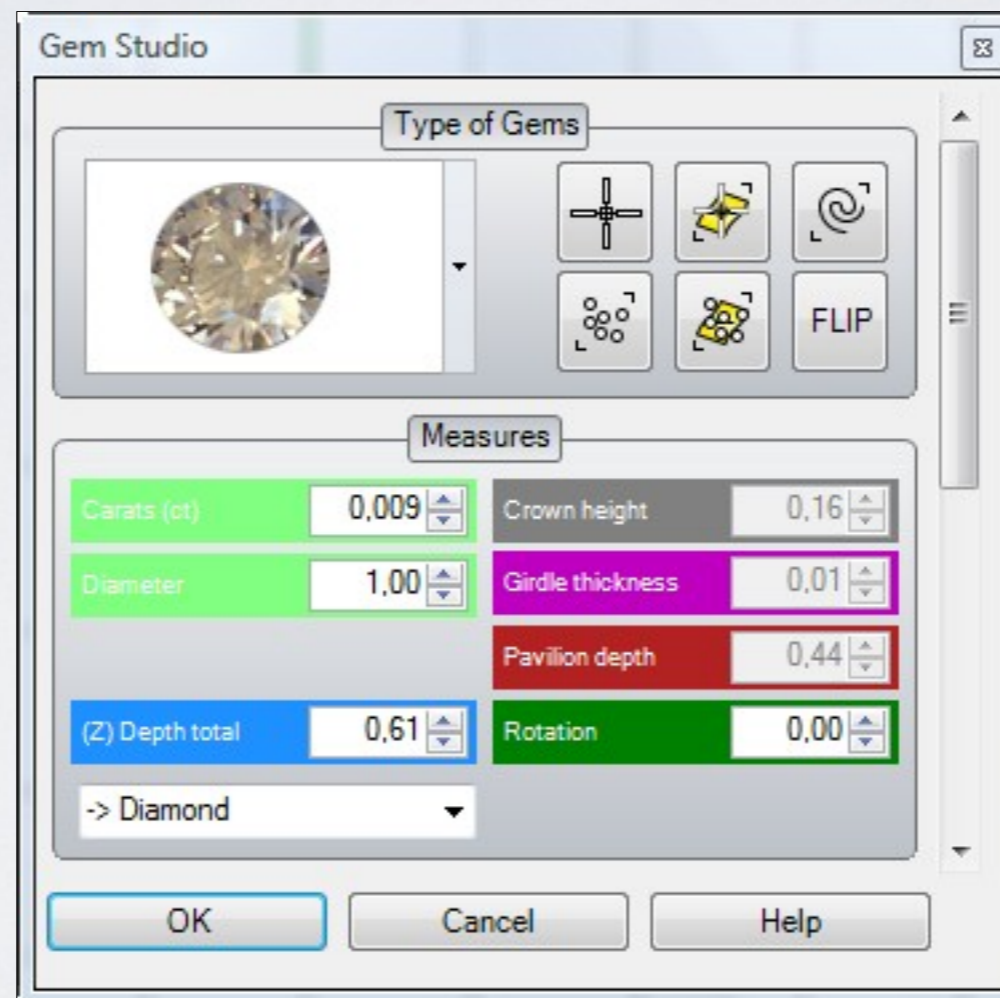 Gem Studio
Type of Gems
FLIP
Measures
Carats (ct) 0,009 Crown height 0,16
Diameter 1,00 Girdle thickness 0,01
Pavilion depth 0,44
(Z) Depth total 0,61 Rotation 0,00
-> Diamond
OK Cancel Help